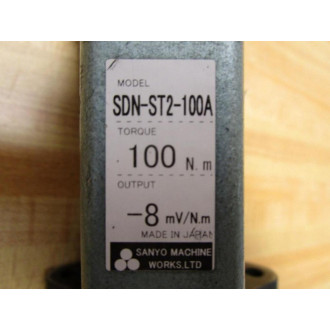 MODEL
SDN-ST2-100A
TORQUE
100 N.m
OUTPUT
-8 mV/N.m
MADE IN JAPAN
SANYO MACHINE
WORKS,LTD